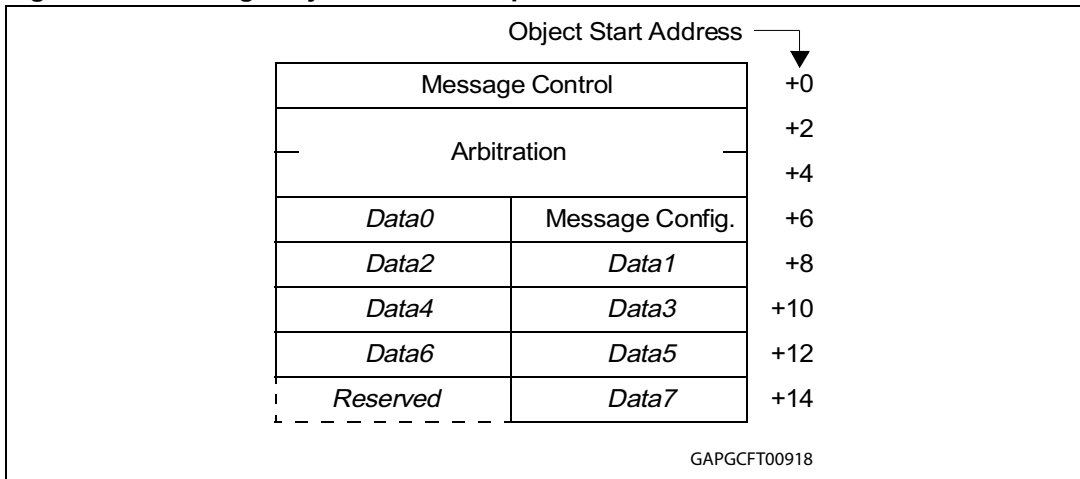 Object Start Address
Message Control +0
+2
Arbitration
+4
Data0 Message Config. +6
Data2 Data1 +8
Data4 Data3 +10
Data6 Data5 +12
Reserved Data7 +14
GAPGCFT00918